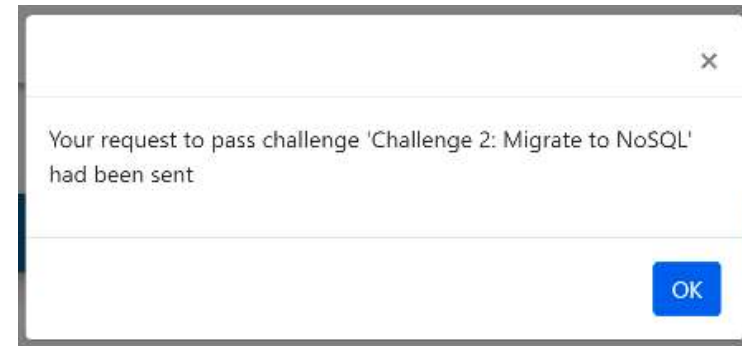 ×
Your request to pass challenge 'Challenge 2: Migrate to NoSQL'
had been sent
OK